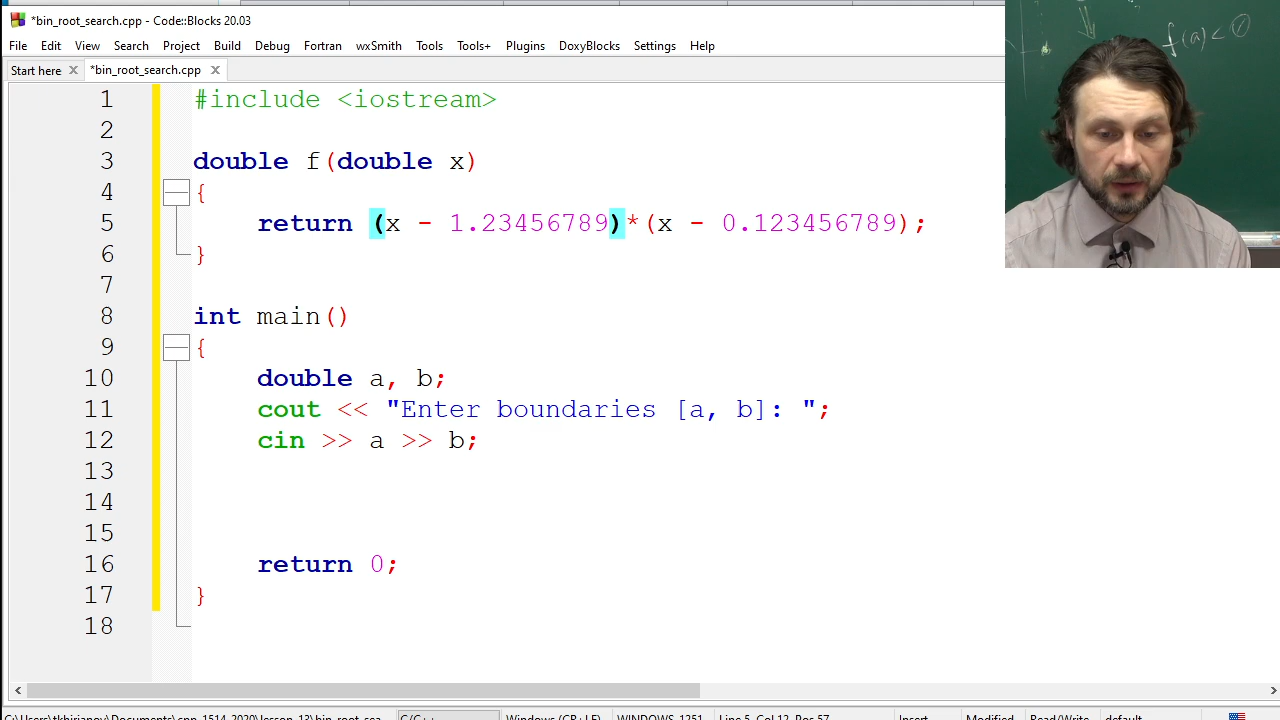 *bin_root_search.cpp - Code::Blocks 20.03
File Edit View Search Project Build Debug Fortran wxSmith Tools Tools+ Plugins DoxyBlocks Settings Help
Start here *bin_root_search.cpp
1 #include <iostream>
2
3 double f(double x)
4 {
5 return (x - 1.23456789)*(x - 0.123456789);
6 }
7
8 int main()
9 {
10 double a, b;
11 cout << "Enter boundaries [a, b]: ";
12 cin >> a >> b;
13
14
15
16 return 0;
17 }
18
f(a) <
C/C++ Windows (CR+LF) WINDOWS-1251 Line 5, Col 12, Pos 57 Insert Modified Read/Write default